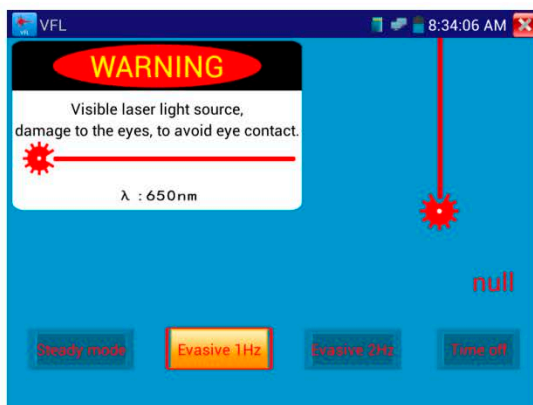 VFL
8:34:06 AM
WARNING
Visible laser light source,
damage to the eyes, to avoid eye contact.
λ :650nm
null
Steady mode
Evasive 1Hz
Evasive 2Hz
Time off